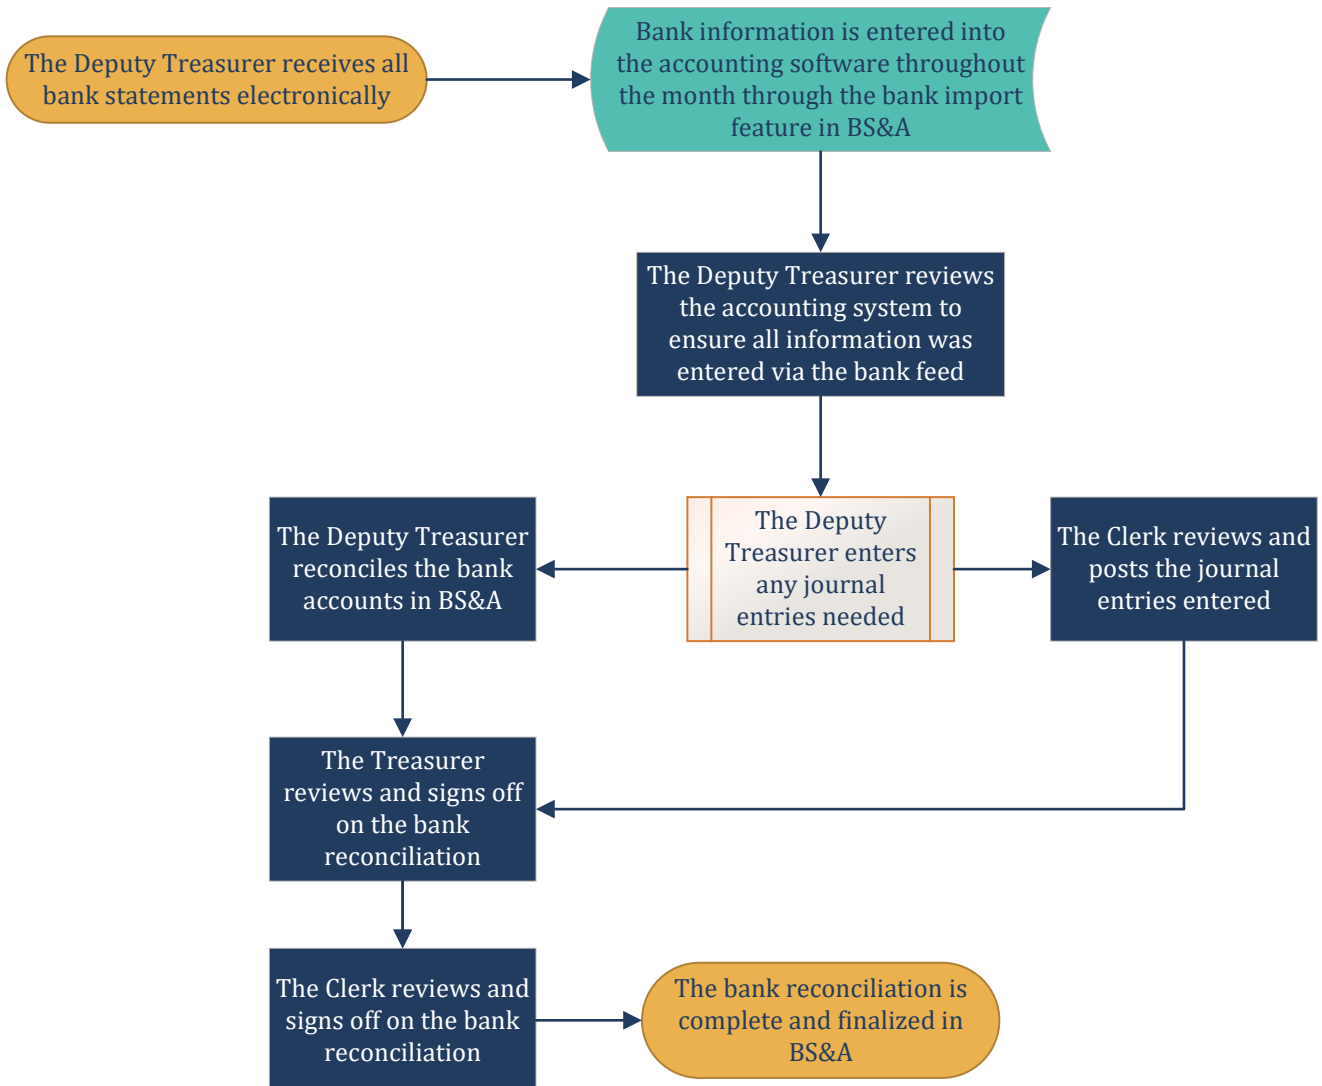 The Deputy Treasurer receives all
bank statements electronically
Bank information is entered into
the accounting software throughout
the month through the bank import
feature in BS&A
The Deputy Treasurer reviews
the accounting system to
ensure all information was
entered via the bank feed
The Deputy Treasurer
reconciles the bank
accounts in BS&A
The Deputy
Treasurer enters
any journal
entries needed
The Clerk reviews and
posts the journal
entries entered
The Treasurer
reviews and signs off
on the bank
reconciliation
The Clerk reviews and
signs off on the bank
reconciliation
The bank reconciliation is
complete and finalized in
BS&A